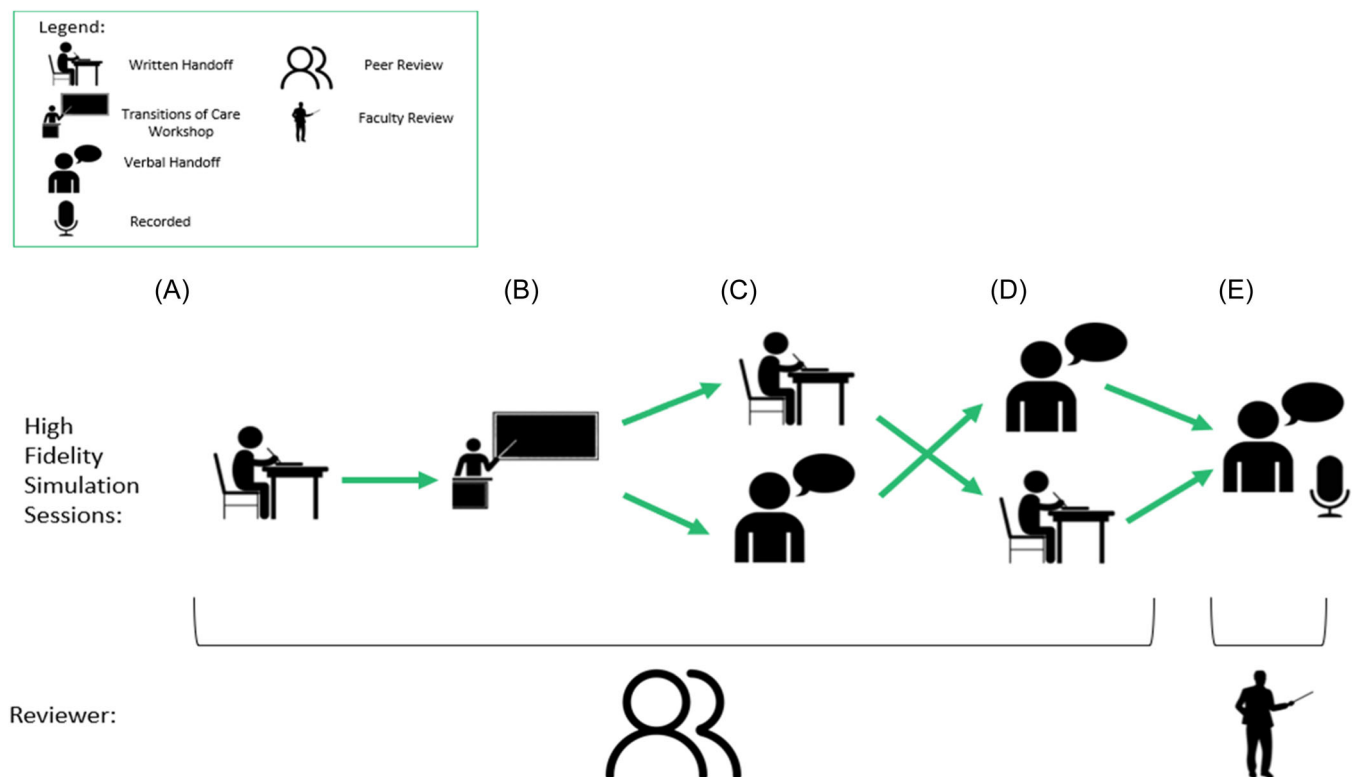 Legend:
Written Handoff
Peer Review
Transitions of Care
Workshop
Faculty Review
Verbal Handoff
Recorded
(A)
(B)
(C)
(D)
(E)
High
Fidelity
Simulation
Sessions:
Reviewer: